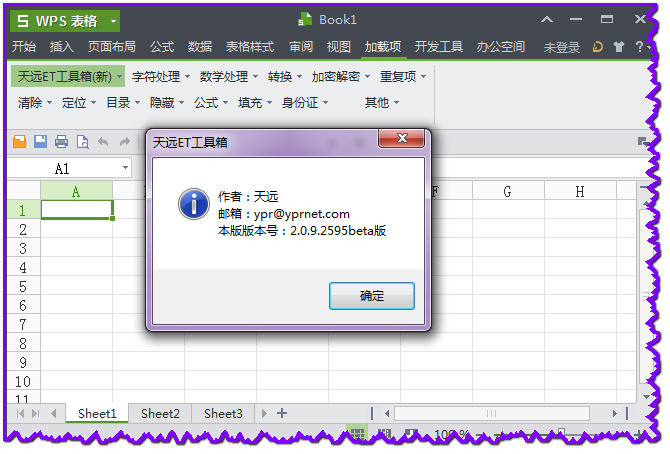 S WPS 表格
Book1
开始 插入 页面布局 公式 数据 表格样式 审阅 视图 加载项 开发工具 办公空间 未登录 ?
天远ET工具箱(新) 字符处理 数学处理 转换 加密解密 重复项
清除 定位 目录 隐藏 公式 填充 身份证 其他
天远ET工具箱
A1
作者：天远
邮箱：ypr@yprnet.com
本版版本号：2.0.9.2595beta版
确定
A F G H
1
2
3
4
5
6
7
8
9
10
11
Sheet1 Sheet2 Sheet3
100 %